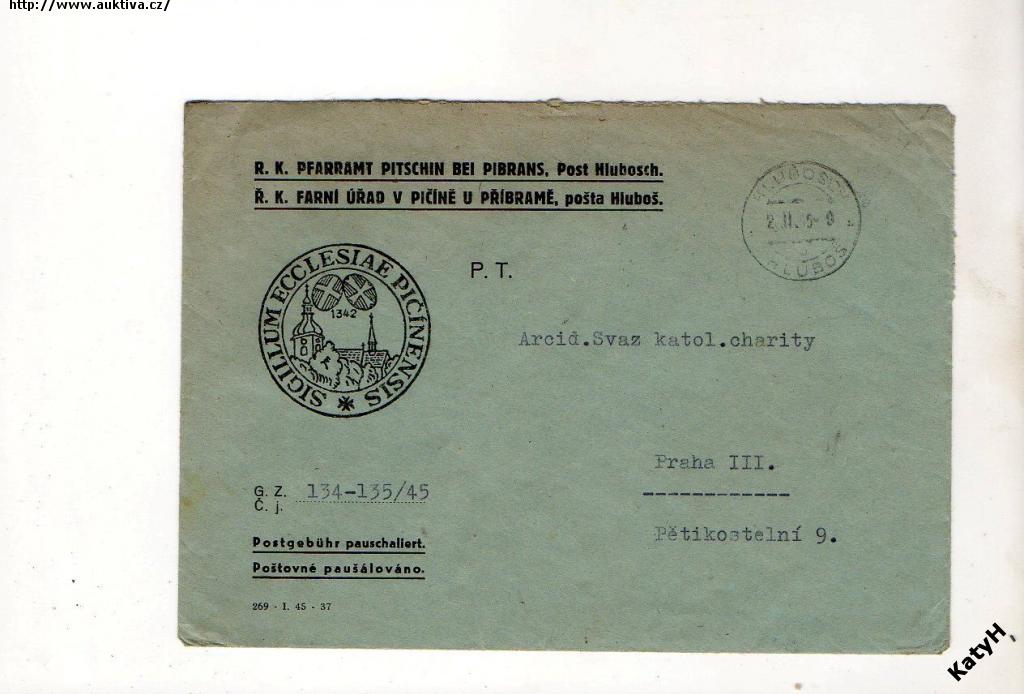 http://www.auktiva.cz/
R. K. PFARRAMT PITSCHIN BEI PIBRANS, Post Hlubosch.
Ř. K. FARNÍ ÚŘAD V PIČÍNĚ U PŘÍBRAMĚ, pošta Hluboš.
HLUBOSCH
HLUBOŠ
SIGILLUM ECCLESIAE PIČÍNENSIS
1342
P. T.
Arcid.Svaz katol.charity
Praha III.
Pětikostelní 9.
G. Z.
Č. j.
134-135/45
Postgebühr pauschaliert.
Poštovné paušálováno.
269 - I. 45 - 37
KatyH